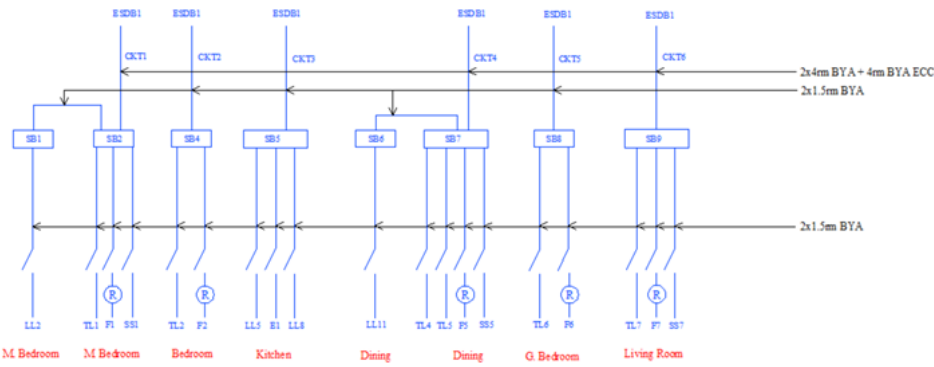 ESDB1 ESDB1 ESDB1 ESDB1 ESDB1 ESDB1
CKT1 CKT2 CKT3 CKT4 CKT5 CKT6
2x4rm BYA + 4rm BYA ECC
2x1.5rm BYA
SB1 SB2 SB4 SB5 SB6 SB7 SB8 SB9
2x1.5rm BYA
R R R R R
LL2 TL1 F1 SS1 TL2 F2 LL5 E1 LL8 LL11 TL4 TL5 F5 SS5 TL6 F6 TL7 F7 SS7
M. Bedroom M. Bedroom Bedroom Kitchen Dining Dining G. Bedroom Living Room